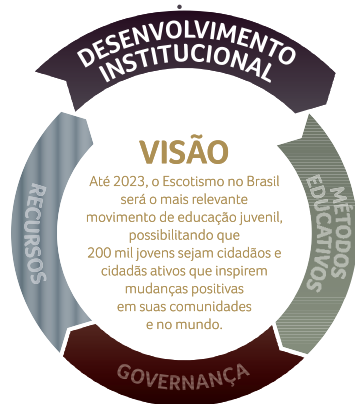 DESENVOLVIMENTO
INSTITUCIONAL
VISÃO
Até 2023, o Escotismo no Brasil
será o mais relevante
movimento de educação juvenil,
possibilitando que
200 mil jovens sejam cidadãos e
cidadãs ativos que inspirem
mudanças positivas
em suas comunidades
e no mundo.
RECURSOS
MÉTODOS
EDUCATIVOS
GOVERNANÇA